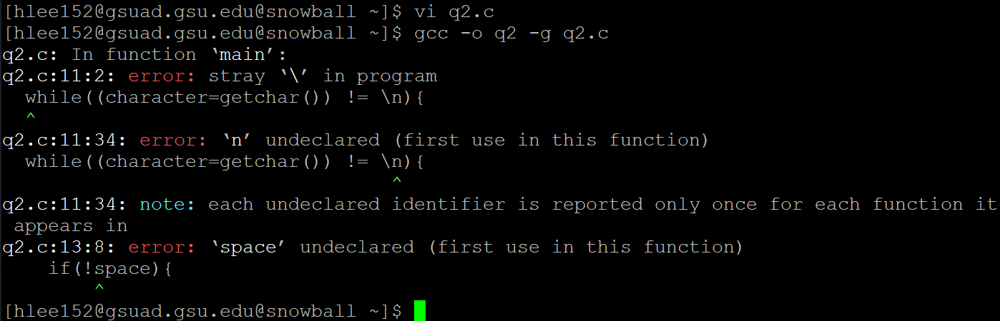 [hlee152@gsuad.gsu.edu@snowball ~]$ vi q2.c
[hlee152@gsuad.gsu.edu@snowball ~]$ gcc -o q2 -g q2.c
q2.c: In function ‘main’:
q2.c:11:2: error: stray ‘\’ in program
  while((character=getchar()) != \n){
  ^
q2.c:11:34: error: ‘n’ undeclared (first use in this function)
  while((character=getchar()) != \n){
                                  ^
q2.c:11:34: note: each undeclared identifier is reported only once for each function it
 appears in
q2.c:13:8: error: ‘space’ undeclared (first use in this function)
    if(!space){
        ^
[hlee152@gsuad.gsu.edu@snowball ~]$